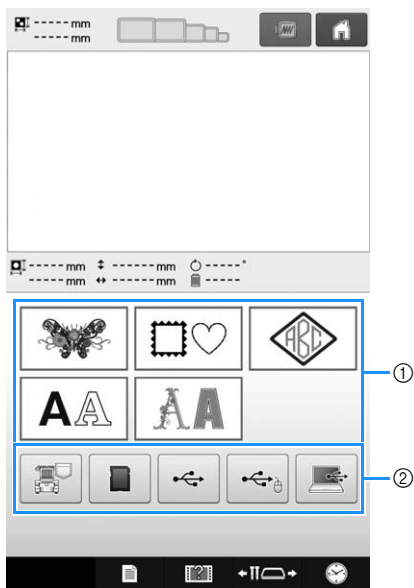 ----- mm
----- mm
----- mm ------ mm -----°
----- mm ------ mm -----
ABC
AA AA
①
②